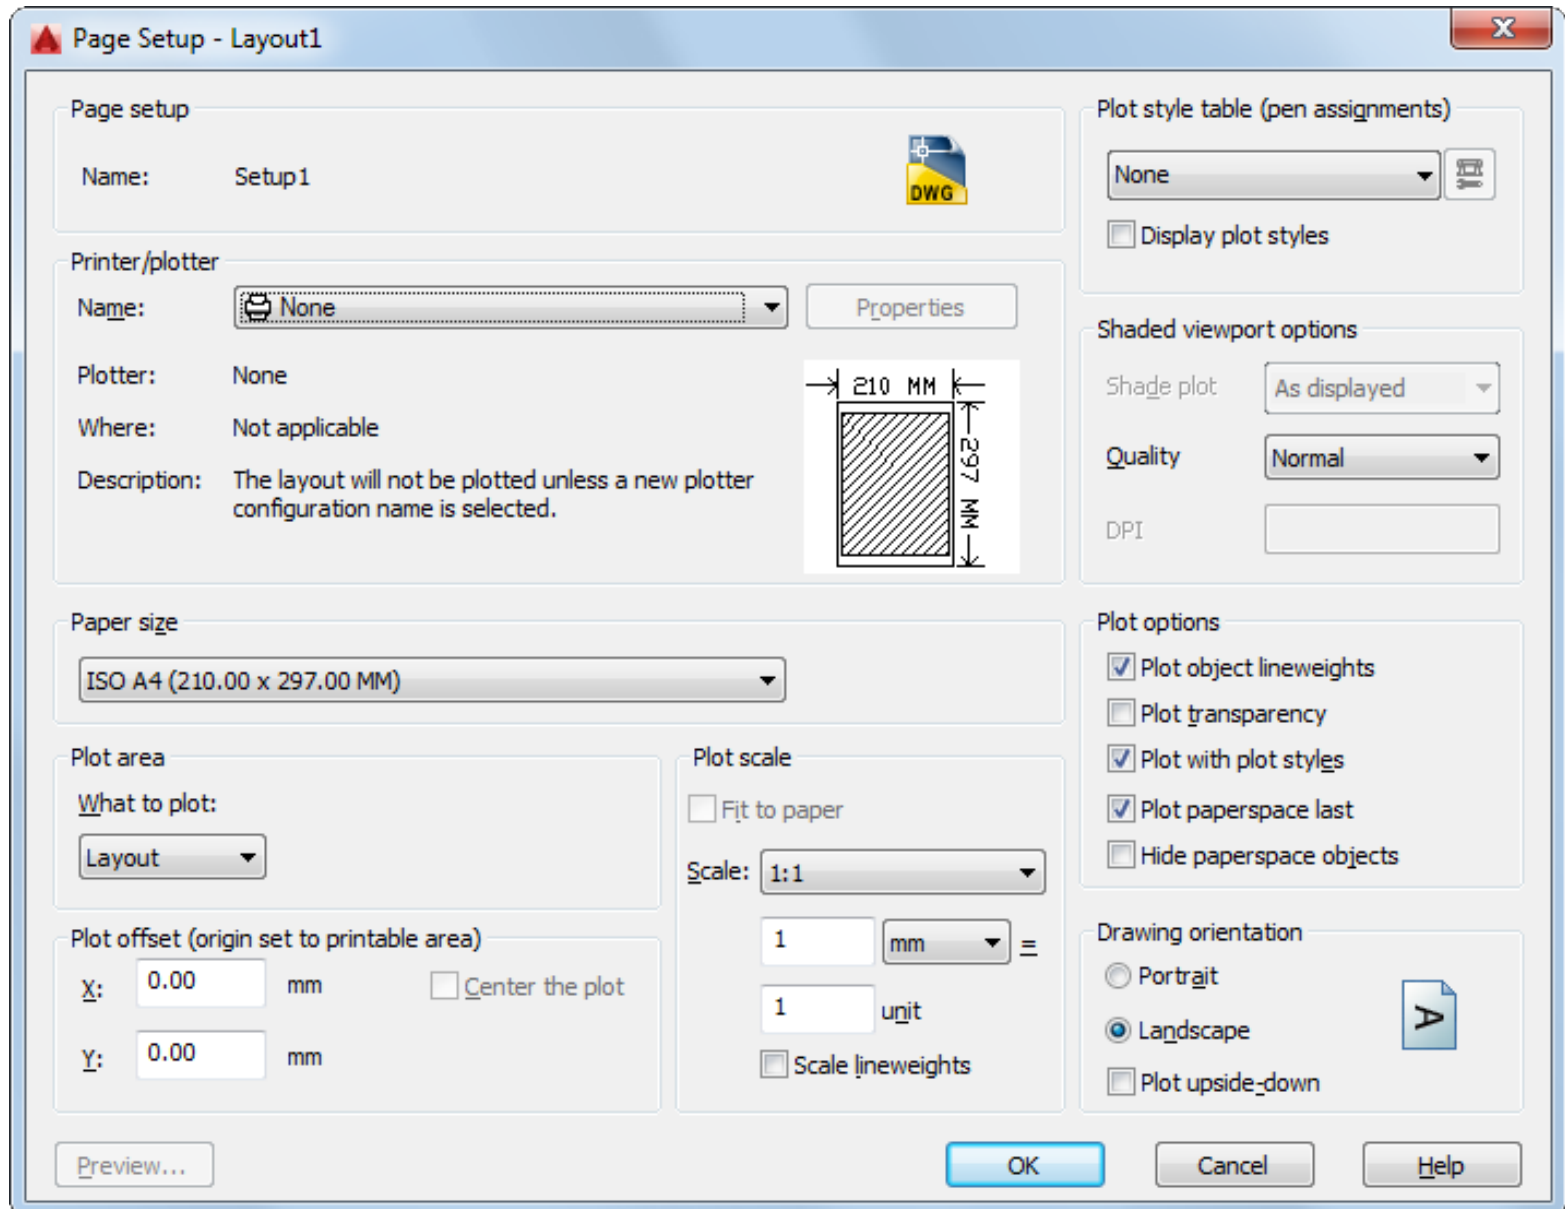 Page Setup - Layout1
X
Page setup
Name: Setup1
DWG
Printer/plotter
Name: None Properties
Plotter: None
Where: Not applicable
Description: The layout will not be plotted unless a new plotter
configuration name is selected.
210 MM
297 MM
Paper size
ISO A4 (210.00 x 297.00 MM)
Plot area
What to plot:
Layout
Plot offset (origin set to printable area)
X: 0.00 mm Center the plot
Y: 0.00 mm
Plot scale
Fit to paper
Scale: 1:1
1 mm =
1 unit
Scale lineweights
Plot style table (pen assignments)
None
Display plot styles
Shaded viewport options
Shade plot As displayed
Quality Normal
DPI
Plot options
Plot object lineweights
Plot transparency
Plot with plot styles
Plot paperspace last
Hide paperspace objects
Drawing orientation
Portrait
Landscape
A
Plot upside-down
Preview... OK Cancel Help